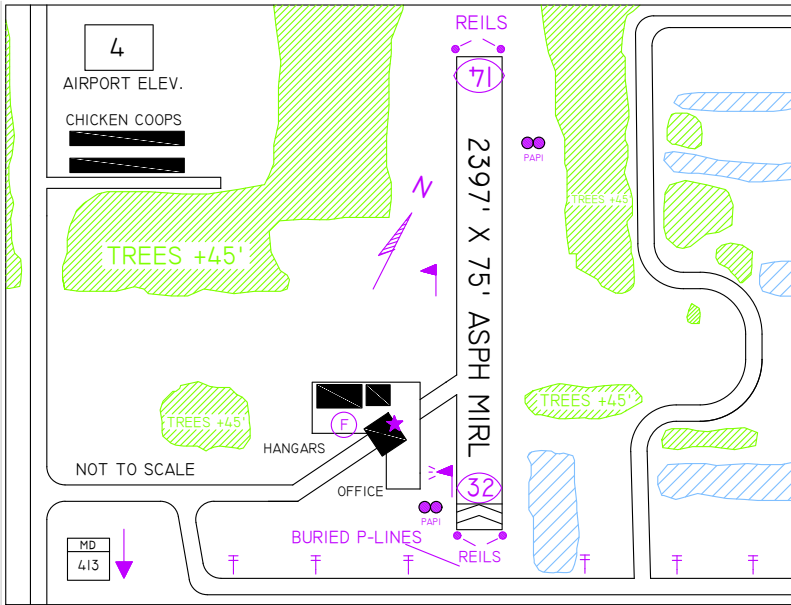 REILS
4
14
AIRPORT ELEV.
CHICKEN COOPS
PAPI
N
TREES +45'
TREES +45'
2397' X 75' ASPH MIRL
TREES +45'
TREES +45'
F
HANGARS
NOT TO SCALE
OFFICE
32
PAPI
BURIED P-LINES
REILS
MD
413